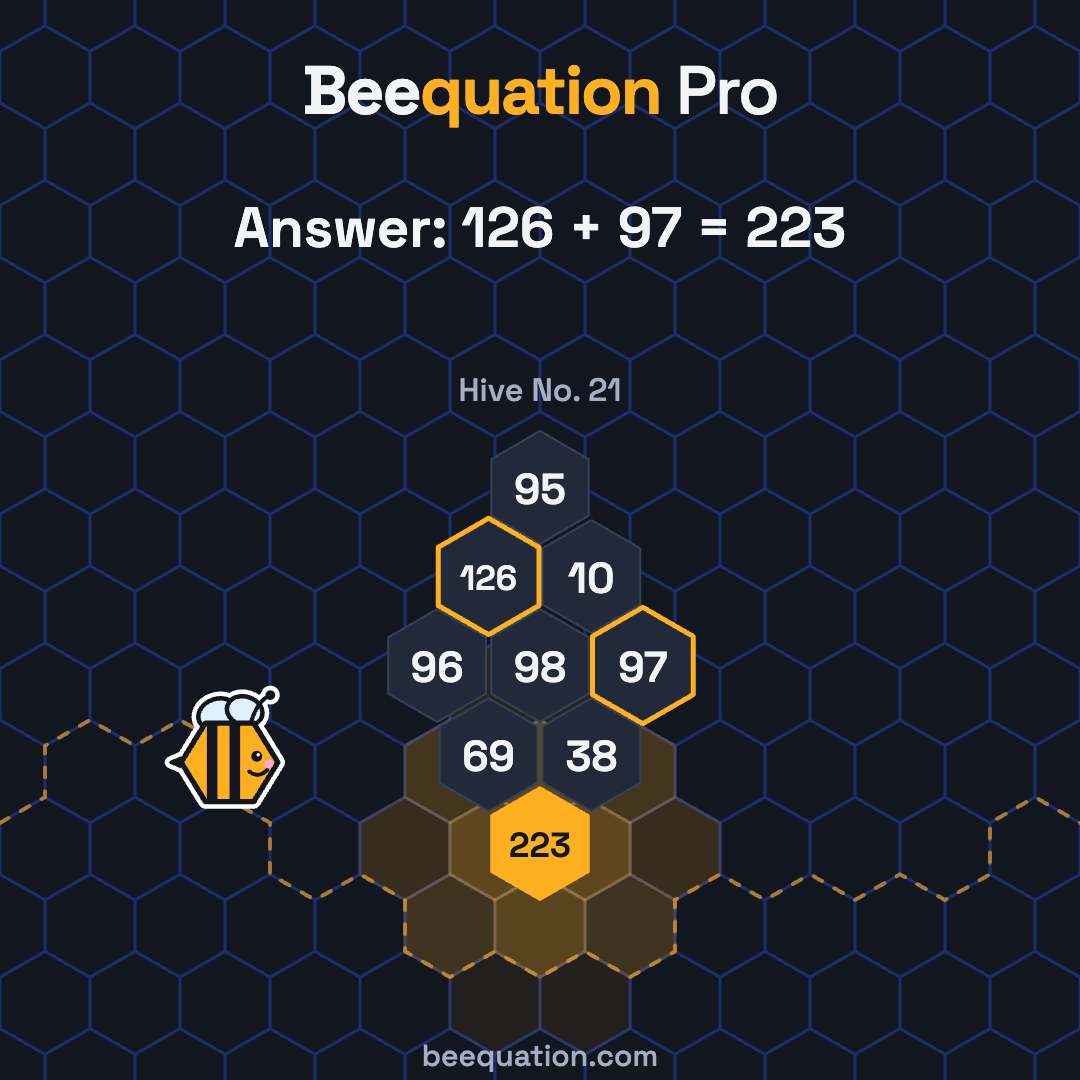 Beequation Pro
Answer: 126 + 97 = 223
Hive No. 21
95
126 10
96 98 97
69 38
223
beequation.com